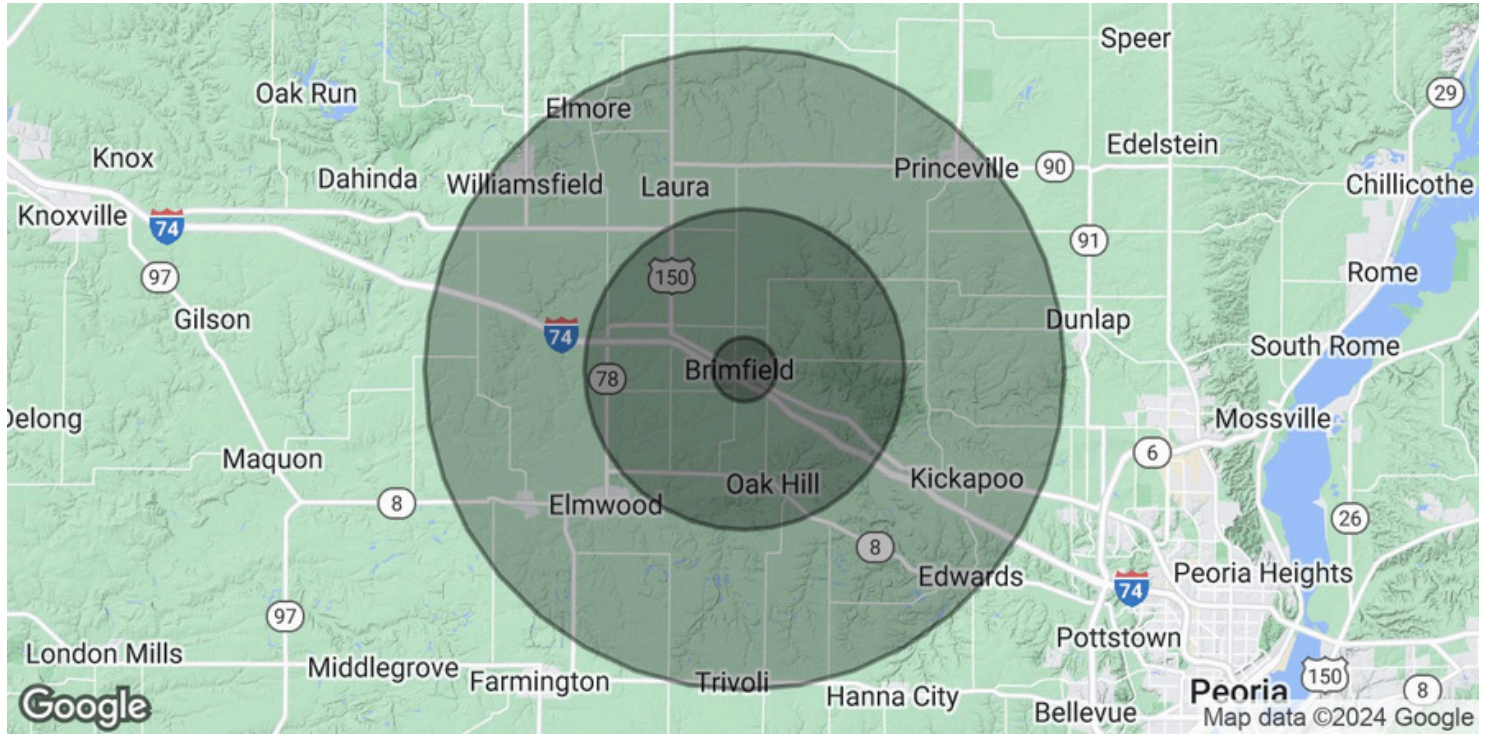 Speer
Oak Run
29
Elmore
Edelstein
Knox
Princeville
90
Dahinda
Williamsfield
Laura
Chillicothe
Knoxville
74
91
97
150
Rome
Gilson
Dunlap
74
South Rome
Brimfield
78
Delong
Mossville
Maquon
6
Kickapoo
Oak Hill
8
Elmwood
26
8
Edwards
Peoria Heights
74
97
Pottstown
London Mills
Middlegrove
Farmington
Trivoli
Hanna City
150
Peoria
8
Bellevue
Google
Map data ©2024 Google